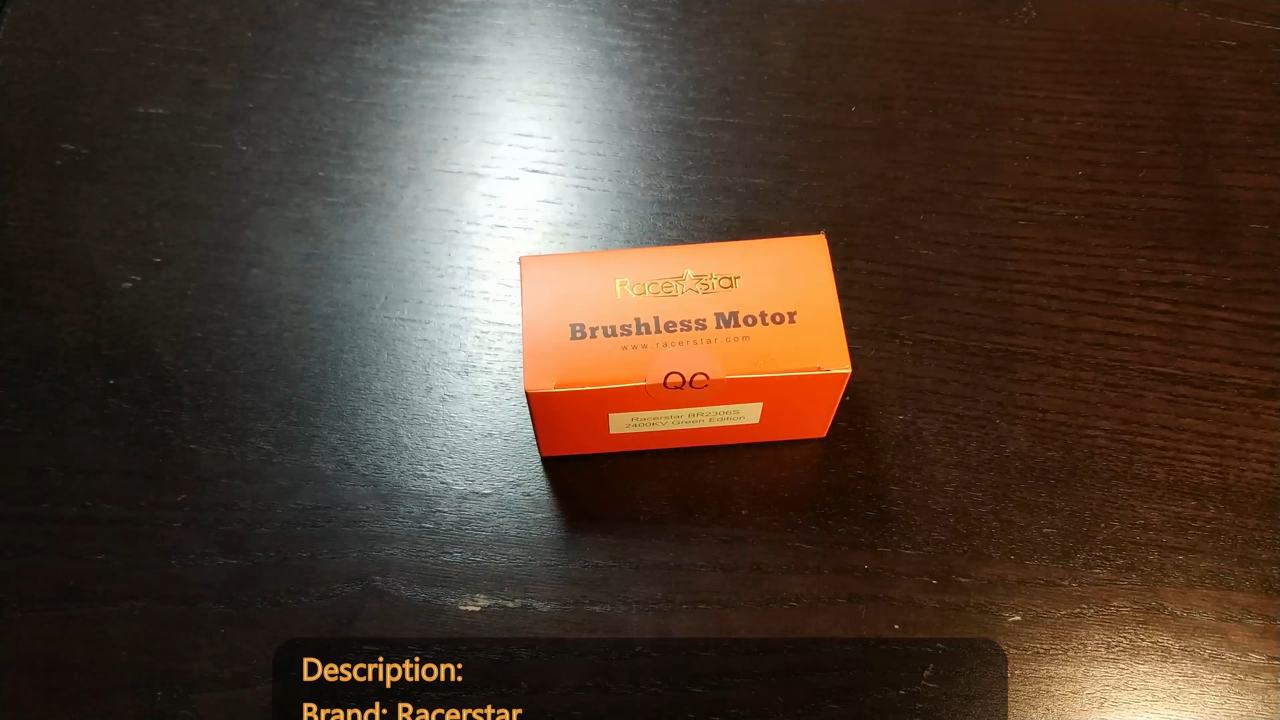 Racerstar
Brushless Motor
www.racerstar.com
QC
Racerstar BR2306S
2400KV Green Edition
Description:
Brand: Racerstar